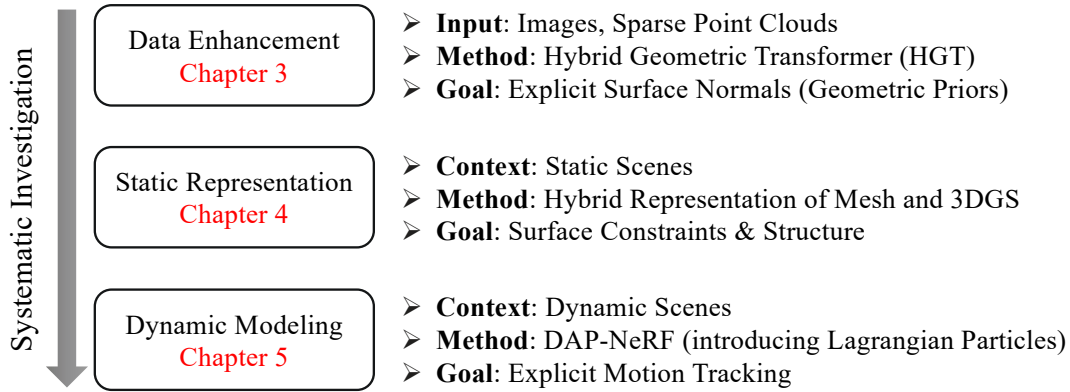 Systematic Investigation
Data Enhancement
Chapter 3
➢ Input: Images, Sparse Point Clouds
➢ Method: Hybrid Geometric Transformer (HGT)
➢ Goal: Explicit Surface Normals (Geometric Priors)
Static Representation
Chapter 4
➢ Context: Static Scenes
➢ Method: Hybrid Representation of Mesh and 3DGS
➢ Goal: Surface Constraints & Structure
Dynamic Modeling
Chapter 5
➢ Context: Dynamic Scenes
➢ Method: DAP-NeRF (introducing Lagrangian Particles)
➢ Goal: Explicit Motion Tracking